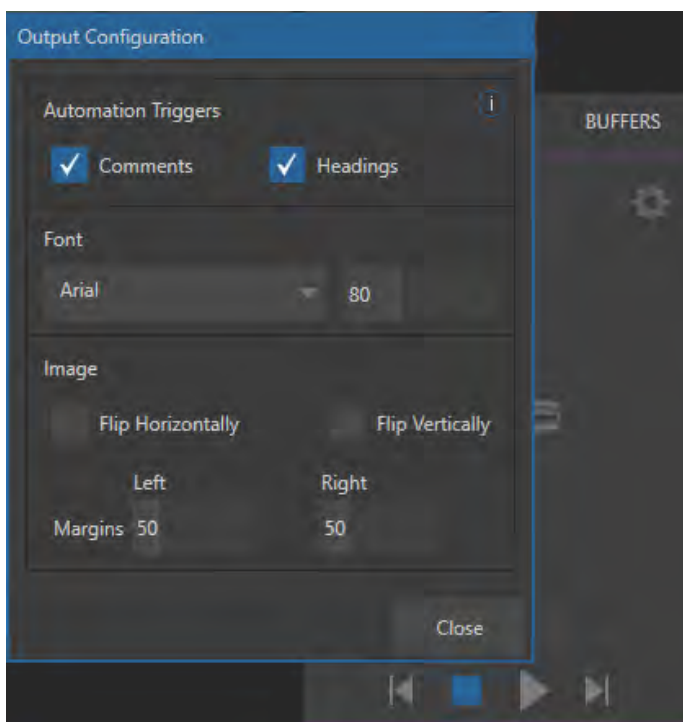 Output Configuration
Automation Triggers i
BUFFERS
Comments Headings
Font
Arial 80
Image
Flip Horizontally Flip Vertically
Left Right
Margins 50 50
Close